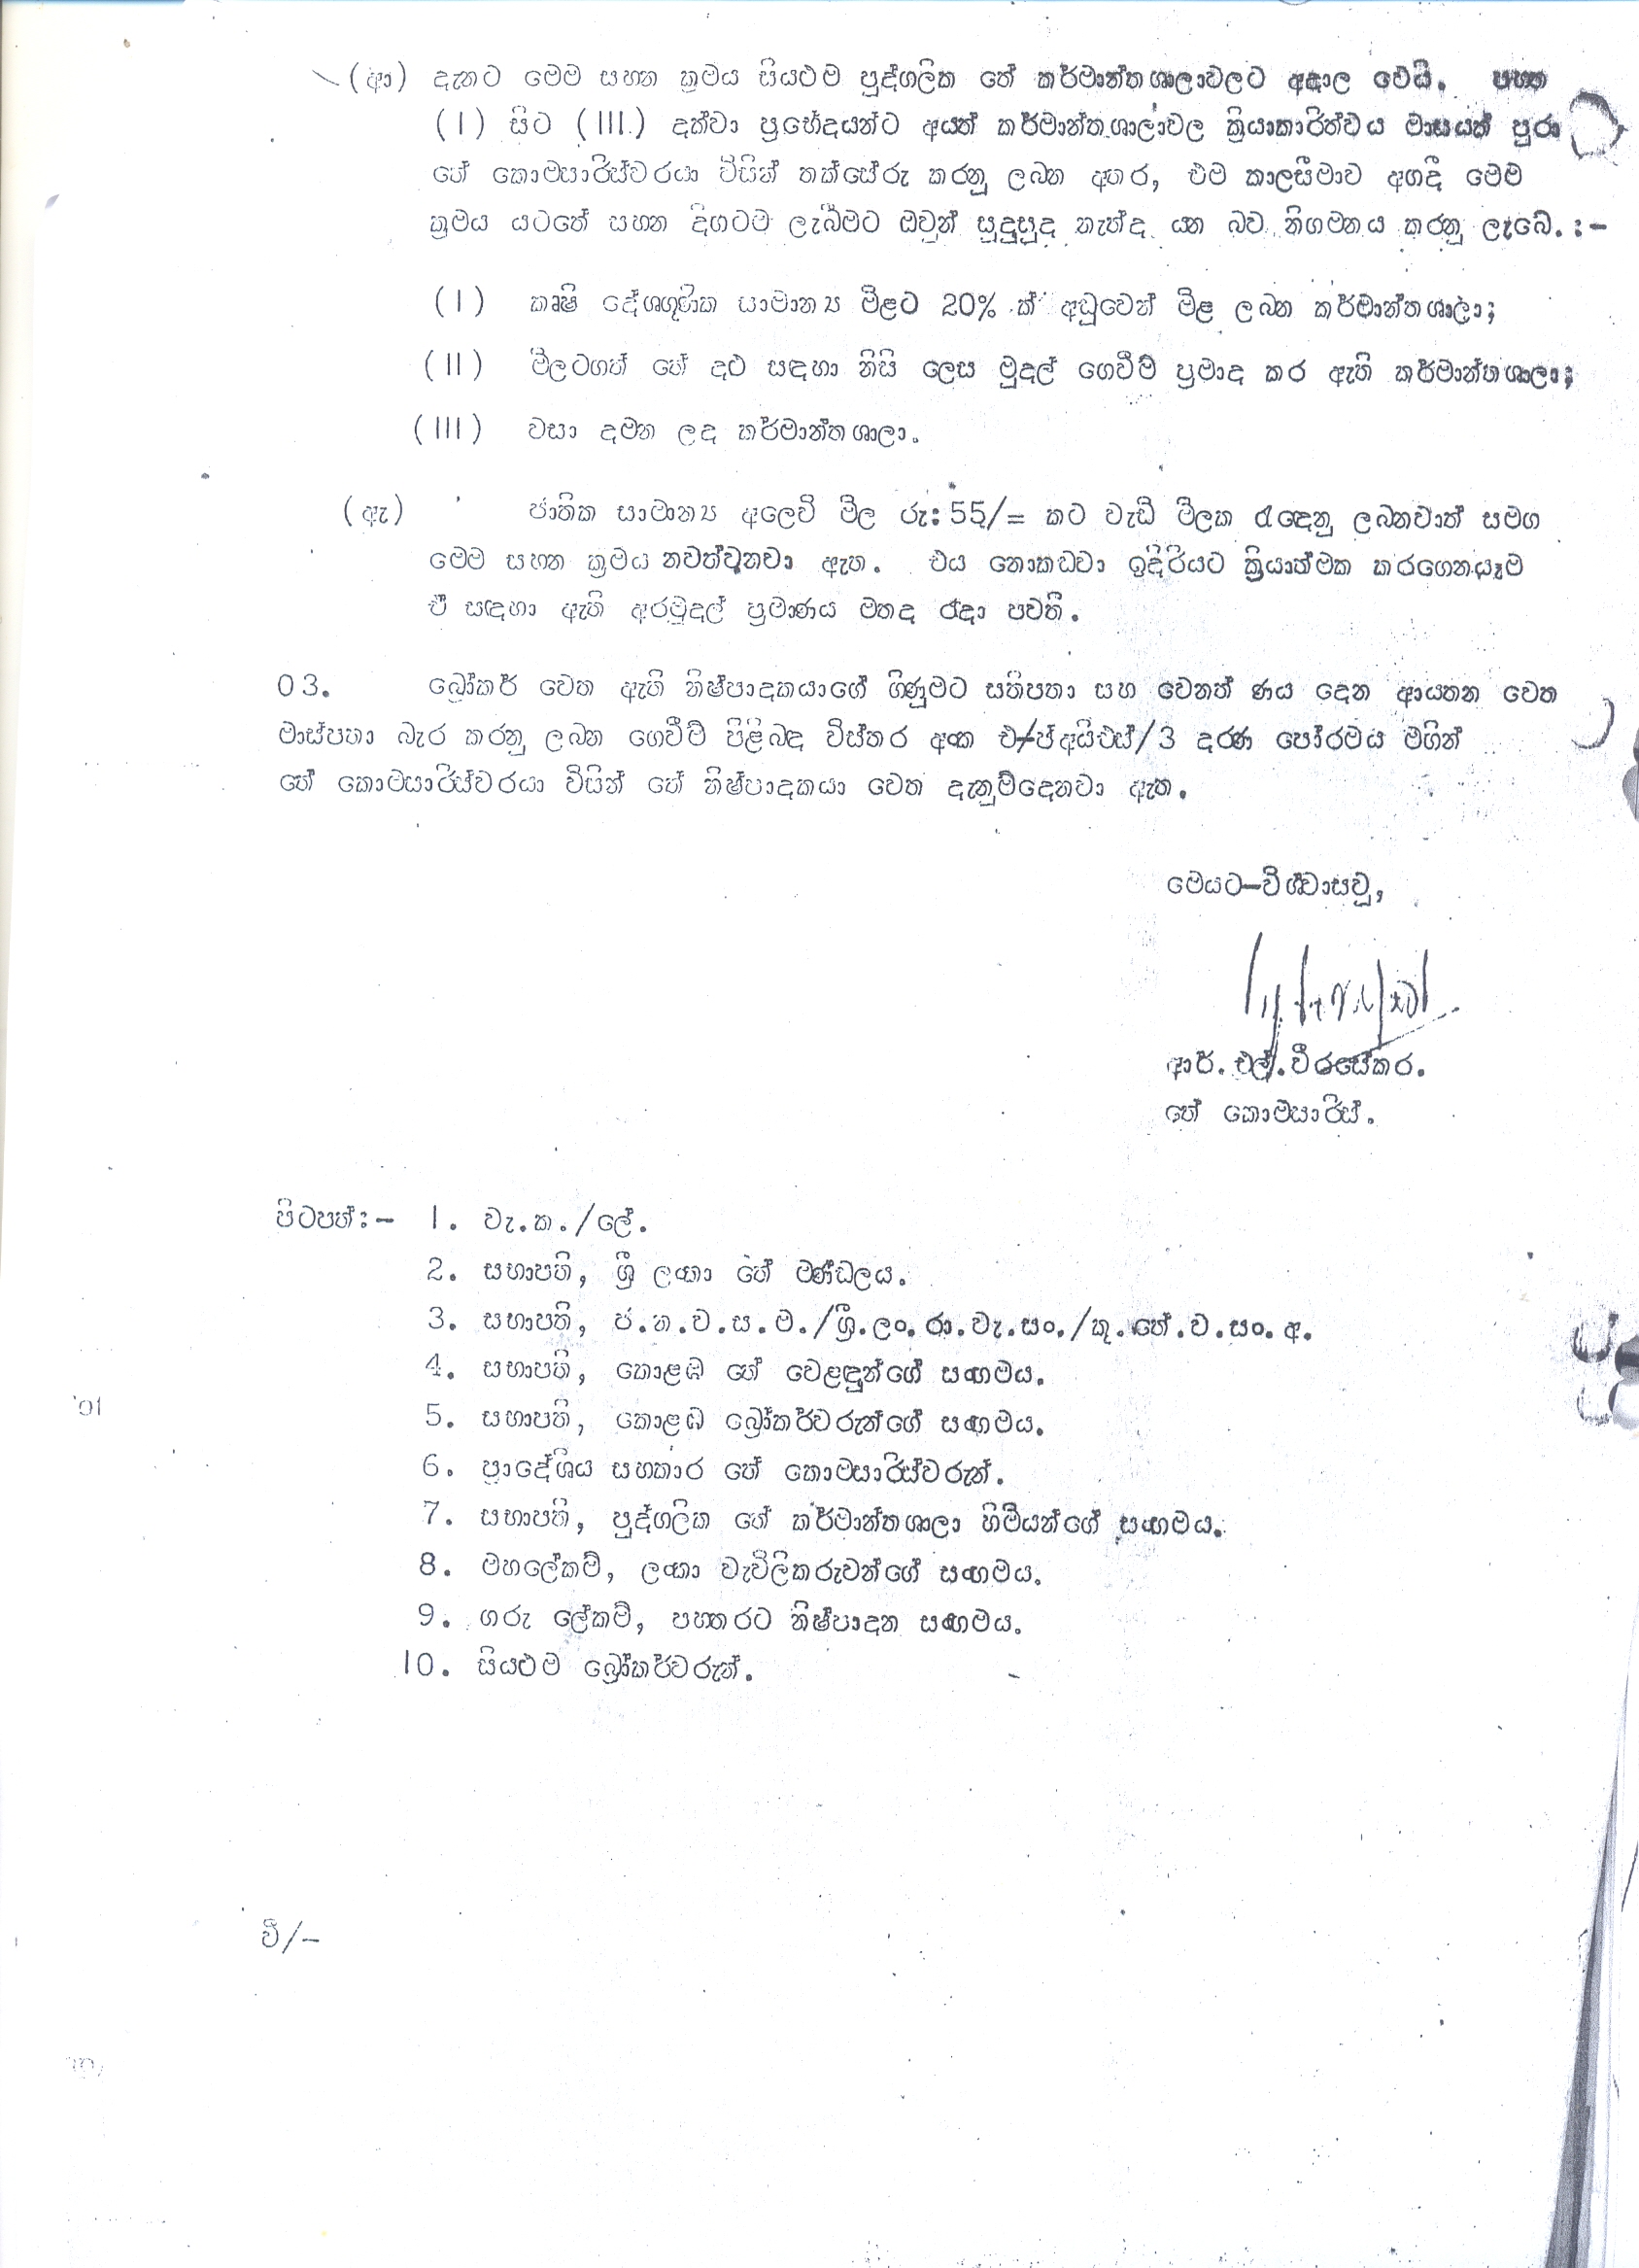 (ආ) දැනට මෙම සහන ක්‍රමය සියළුම පුද්ගලික තේ කර්මාන්තශාලාවලට අදාල වෙයි. පහත
(I) සිට (III) දක්වා ප්‍රභේදයන්ට අයත් කර්මාන්තශාලාවල ක්‍රියාකාරිත්වය මාසයක් පුරා
තේ කොමසාරිස්වරයා විසින් තක්සේරු කරනු ලබන අතර, එම කාලසීමාව අගදී මෙම
ක්‍රමය යටතේ සහන දිගටම ලැබීමට ඔවුන් සුදුසුද නැත්ද යන බව නිගමනය කරනු ලැබේ.:-
(I) කෘෂි දේශගුණික සාමාන්‍ය මිළට 20% ක් අඩුවෙන් මිළ ලබන කර්මාන්තශාලා;
(II) මිලටගත් තේ දළු සඳහා නිසි ලෙස මුදල් ගෙවීම් ප්‍රමාද කර ඇති කර්මාන්තශාලා;
(III) වසා දමන ලද කර්මාන්තශාලා.
(ඇ) ජාතික සාමාන්‍ය අලෙවි මිල රු: 55/= කට වැඩි මිලක රැඳෙනු ලබනවාත් සමග
මෙම සහන ක්‍රමය නවත්වනවා ඇත. එය නොකඩවා ඉදිරියට ක්‍රියාත්මක කරගෙනයෑම
ඒ සඳහා ඇති අරමුදල් ප්‍රමාණය මතද රඳා පවතී.
03. බ්‍රෝකර් වෙත ඇති නිෂ්පාදකයාගේ ගිණුමට සතිපතා සහ වෙනත් ණය දෙන ආයතන වෙත
මාස්පතා බැර කරනු ලබන ගෙවීම් පිළිබඳ විස්තර අංක එෆ්/ජේඅයිඑස්/3 දරණ පෝරමය මගින්
තේ කොමසාරිස්වරයා විසින් තේ නිෂ්පාදකයා වෙත දැනුම්දෙනවා ඇත.
මෙයට-විශ්වාසවූ,
ආර්.එල්.වීරසේකර.
තේ කොමසාරිස්.
පිටපත්:- 1. වැ.ක./ලේ.
2. සභාපති, ශ්‍රී ලංකා තේ මණ්ඩලය.
3. සභාපති, ජ.න.ව.ස.ම./ශ්‍රී.ලං.රා.වැ.සං./කු.තේ.ව.සං.අ.
4. සභාපති, කොළඹ තේ වෙළඳුන්ගේ සංගමය.
5. සභාපති, කොළඹ බ්‍රෝකර්වරුන්ගේ සංගමය.
6. ප්‍රාදේශිය සහකාර තේ කොමසාරිස්වරුන්.
7. සභාපති, පුද්ගලික තේ කර්මාන්තශාලා හිමියන්ගේ සංගමය.
8. මහලේකම්, ලංකා වැවිලිකරුවන්ගේ සංගමය.
9. ගරු ලේකම්, පහතරට නිෂ්පාදන සංගමය.
10. සියළුම බ්‍රෝකර්වරුන්.
වී/-